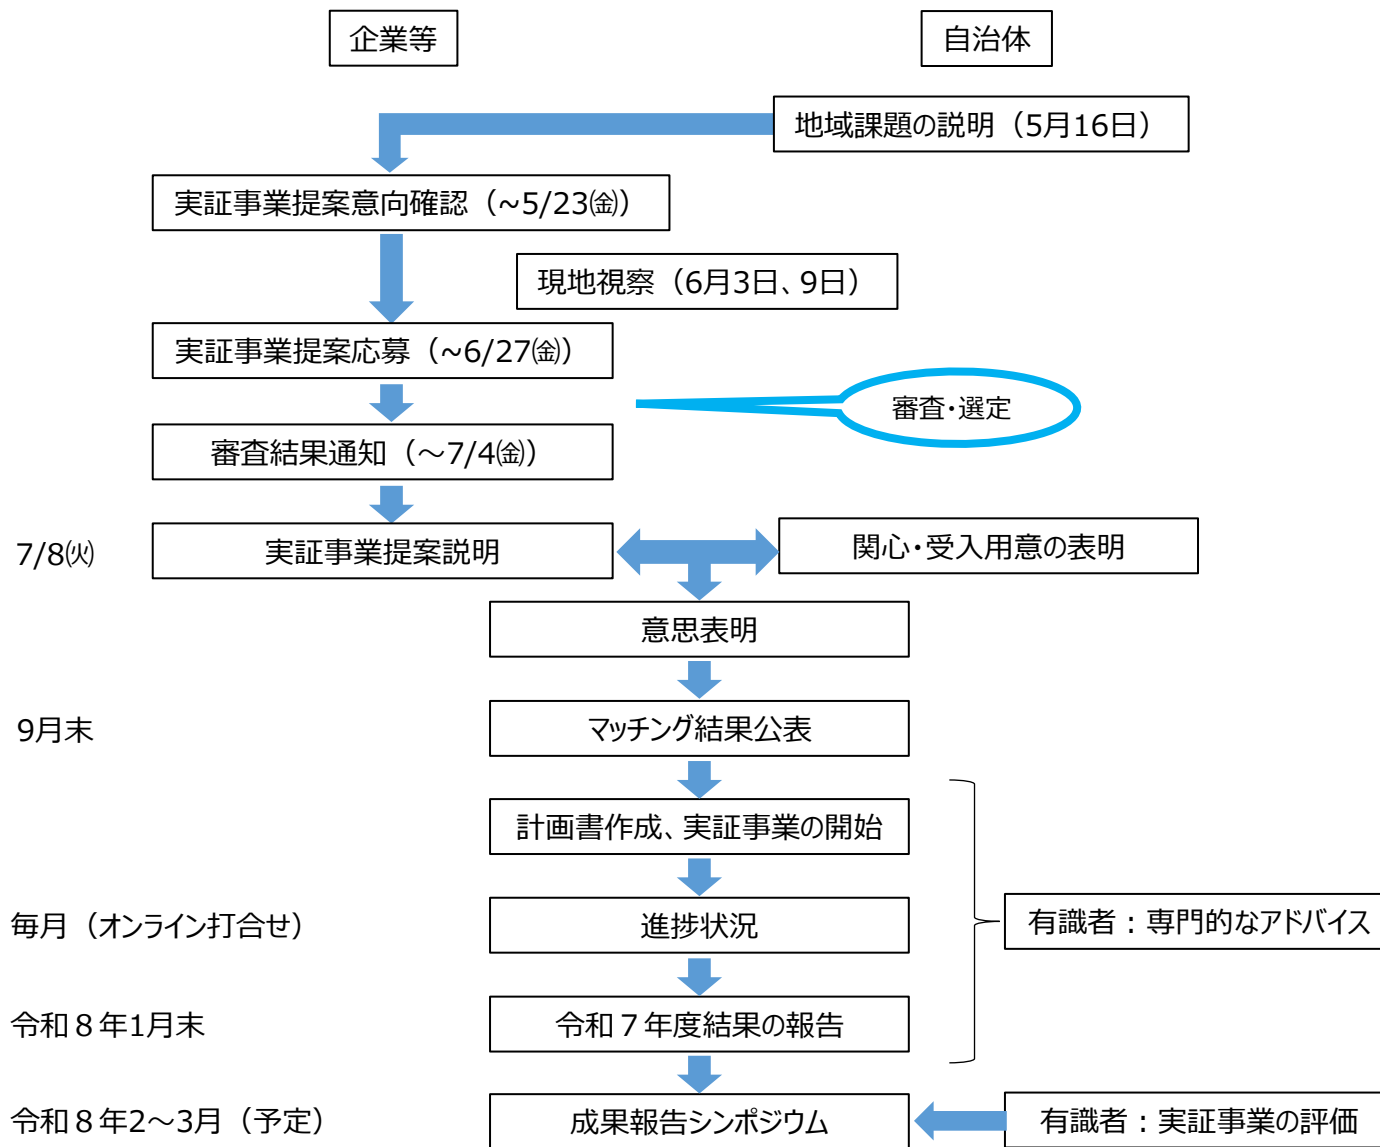 企業等
自治体
地域課題の説明（5月16日）
実証事業提案意向確認（~5/23㈮）
現地視察（6月3日、9日）
実証事業提案応募（~6/27㈮）
審査・選定
審査結果通知（～7/4㈮）
7/8㈫
実証事業提案説明
関心・受入用意の表明
意思表明
9月末
マッチング結果公表
計画書作成、実証事業の開始
毎月（オンライン打合せ）
進捗状況
有識者：専門的なアドバイス
令和８年1月末
令和７年度結果の報告
令和８年2～3月（予定）
成果報告シンポジウム
有識者：実証事業の評価